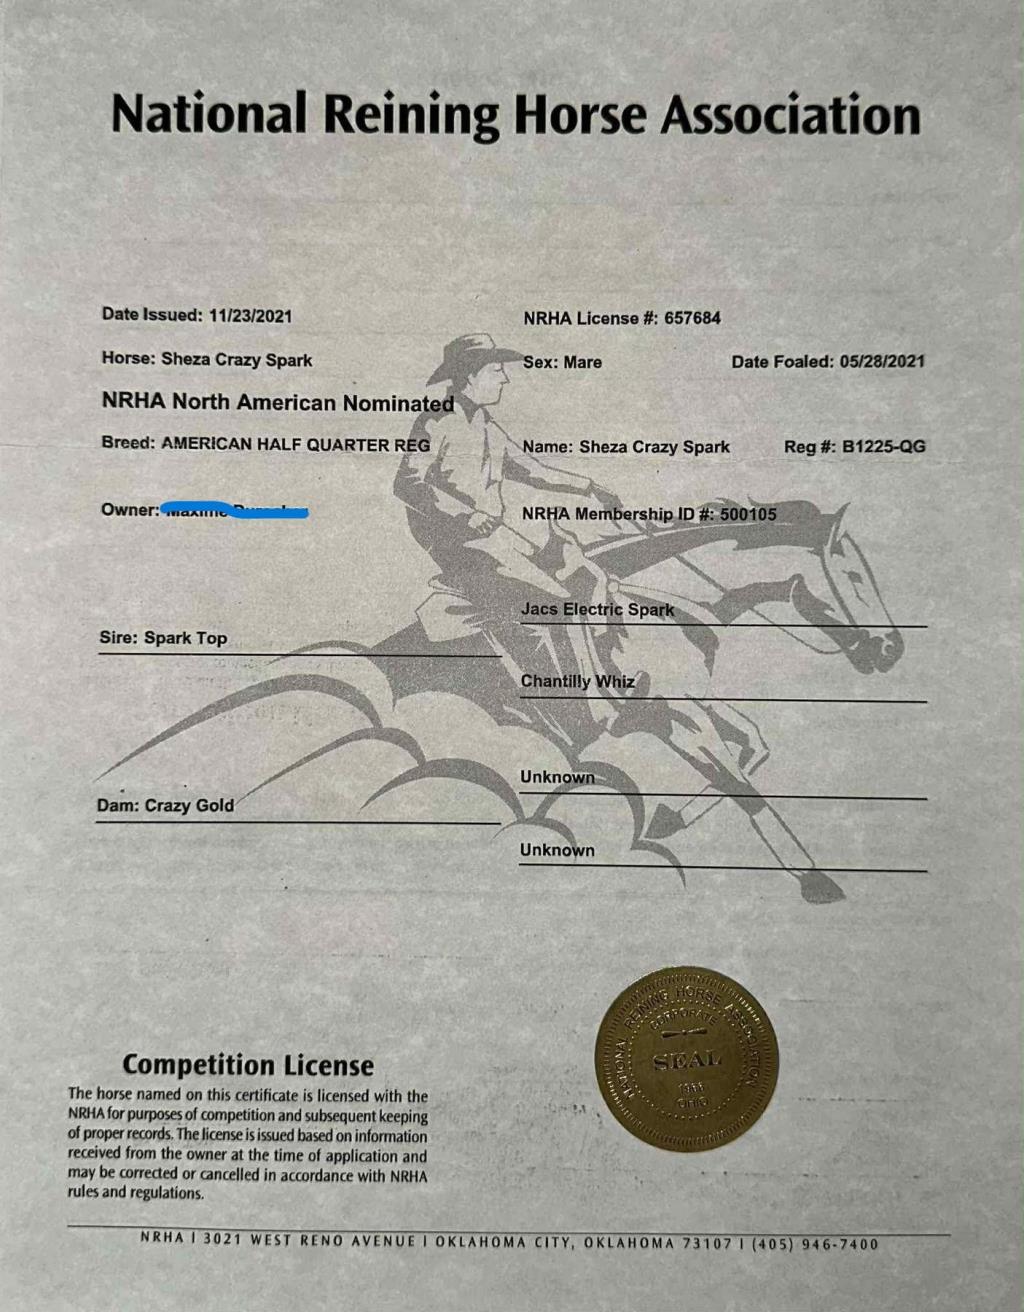 National Reining Horse Association
Date Issued: 11/23/2021
NRHA License #: 657684
Horse: Sheza Crazy Spark
Sex: Mare
Date Foaled: 05/28/2021
NRHA North American Nominated
Breed: AMERICAN HALF QUARTER REG
Name: Sheza Crazy Spark
Reg #: B1225-QG
Owner:
NRHA Membership ID #: 500105
Jacs Electric Spark
Sire: Spark Top
Chantilly Whiz
Unknown
Dam: Crazy Gold
Unknown
NATIONAL REINING HORSE ASSOCIATION
CORPORATE
SEAL
OHIO
Competition License
The horse named on this certificate is licensed with the
NRHA for purposes of competition and subsequent keeping
of proper records. The license is issued based on information
received from the owner at the time of application and
may be corrected or cancelled in accordance with NRHA
rules and regulations.
NRHA | 3021 WEST RENO AVENUE | OKLAHOMA CITY, OKLAHOMA 73107 | (405) 946-7400